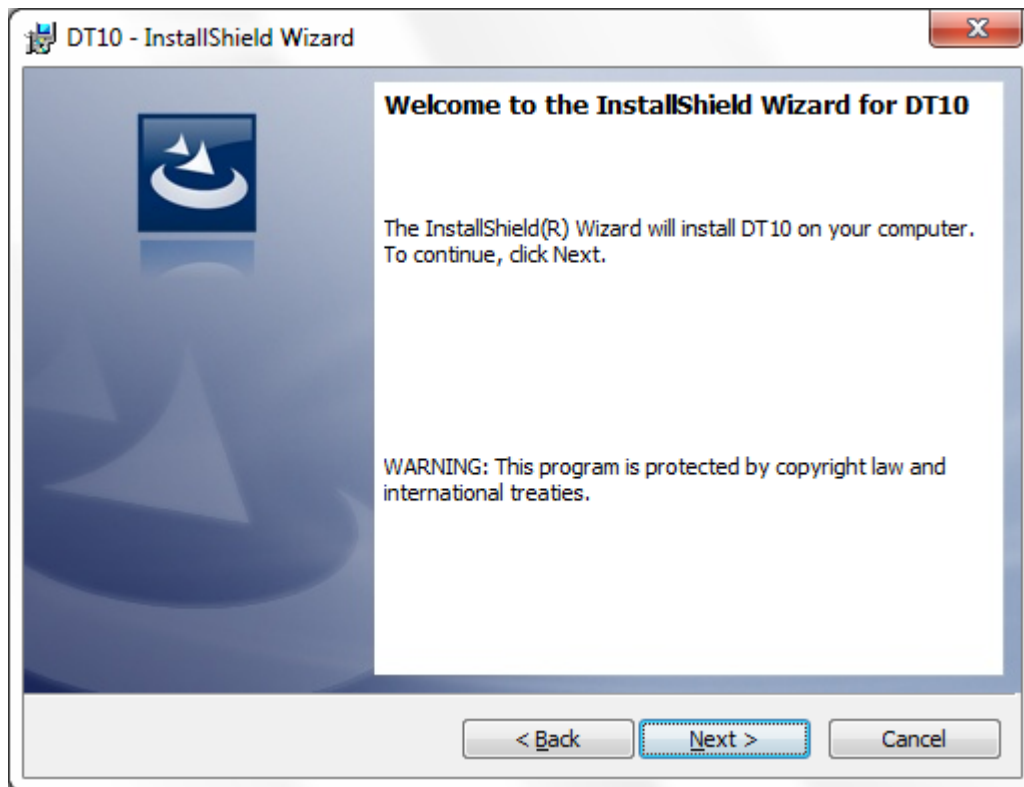 DT10 - InstallShield Wizard
Welcome to the InstallShield Wizard for DT10
The InstallShield(R) Wizard will install DT10 on your computer.
To continue, click Next.
WARNING: This program is protected by copyright law and
international treaties.
< Back
Next >
Cancel